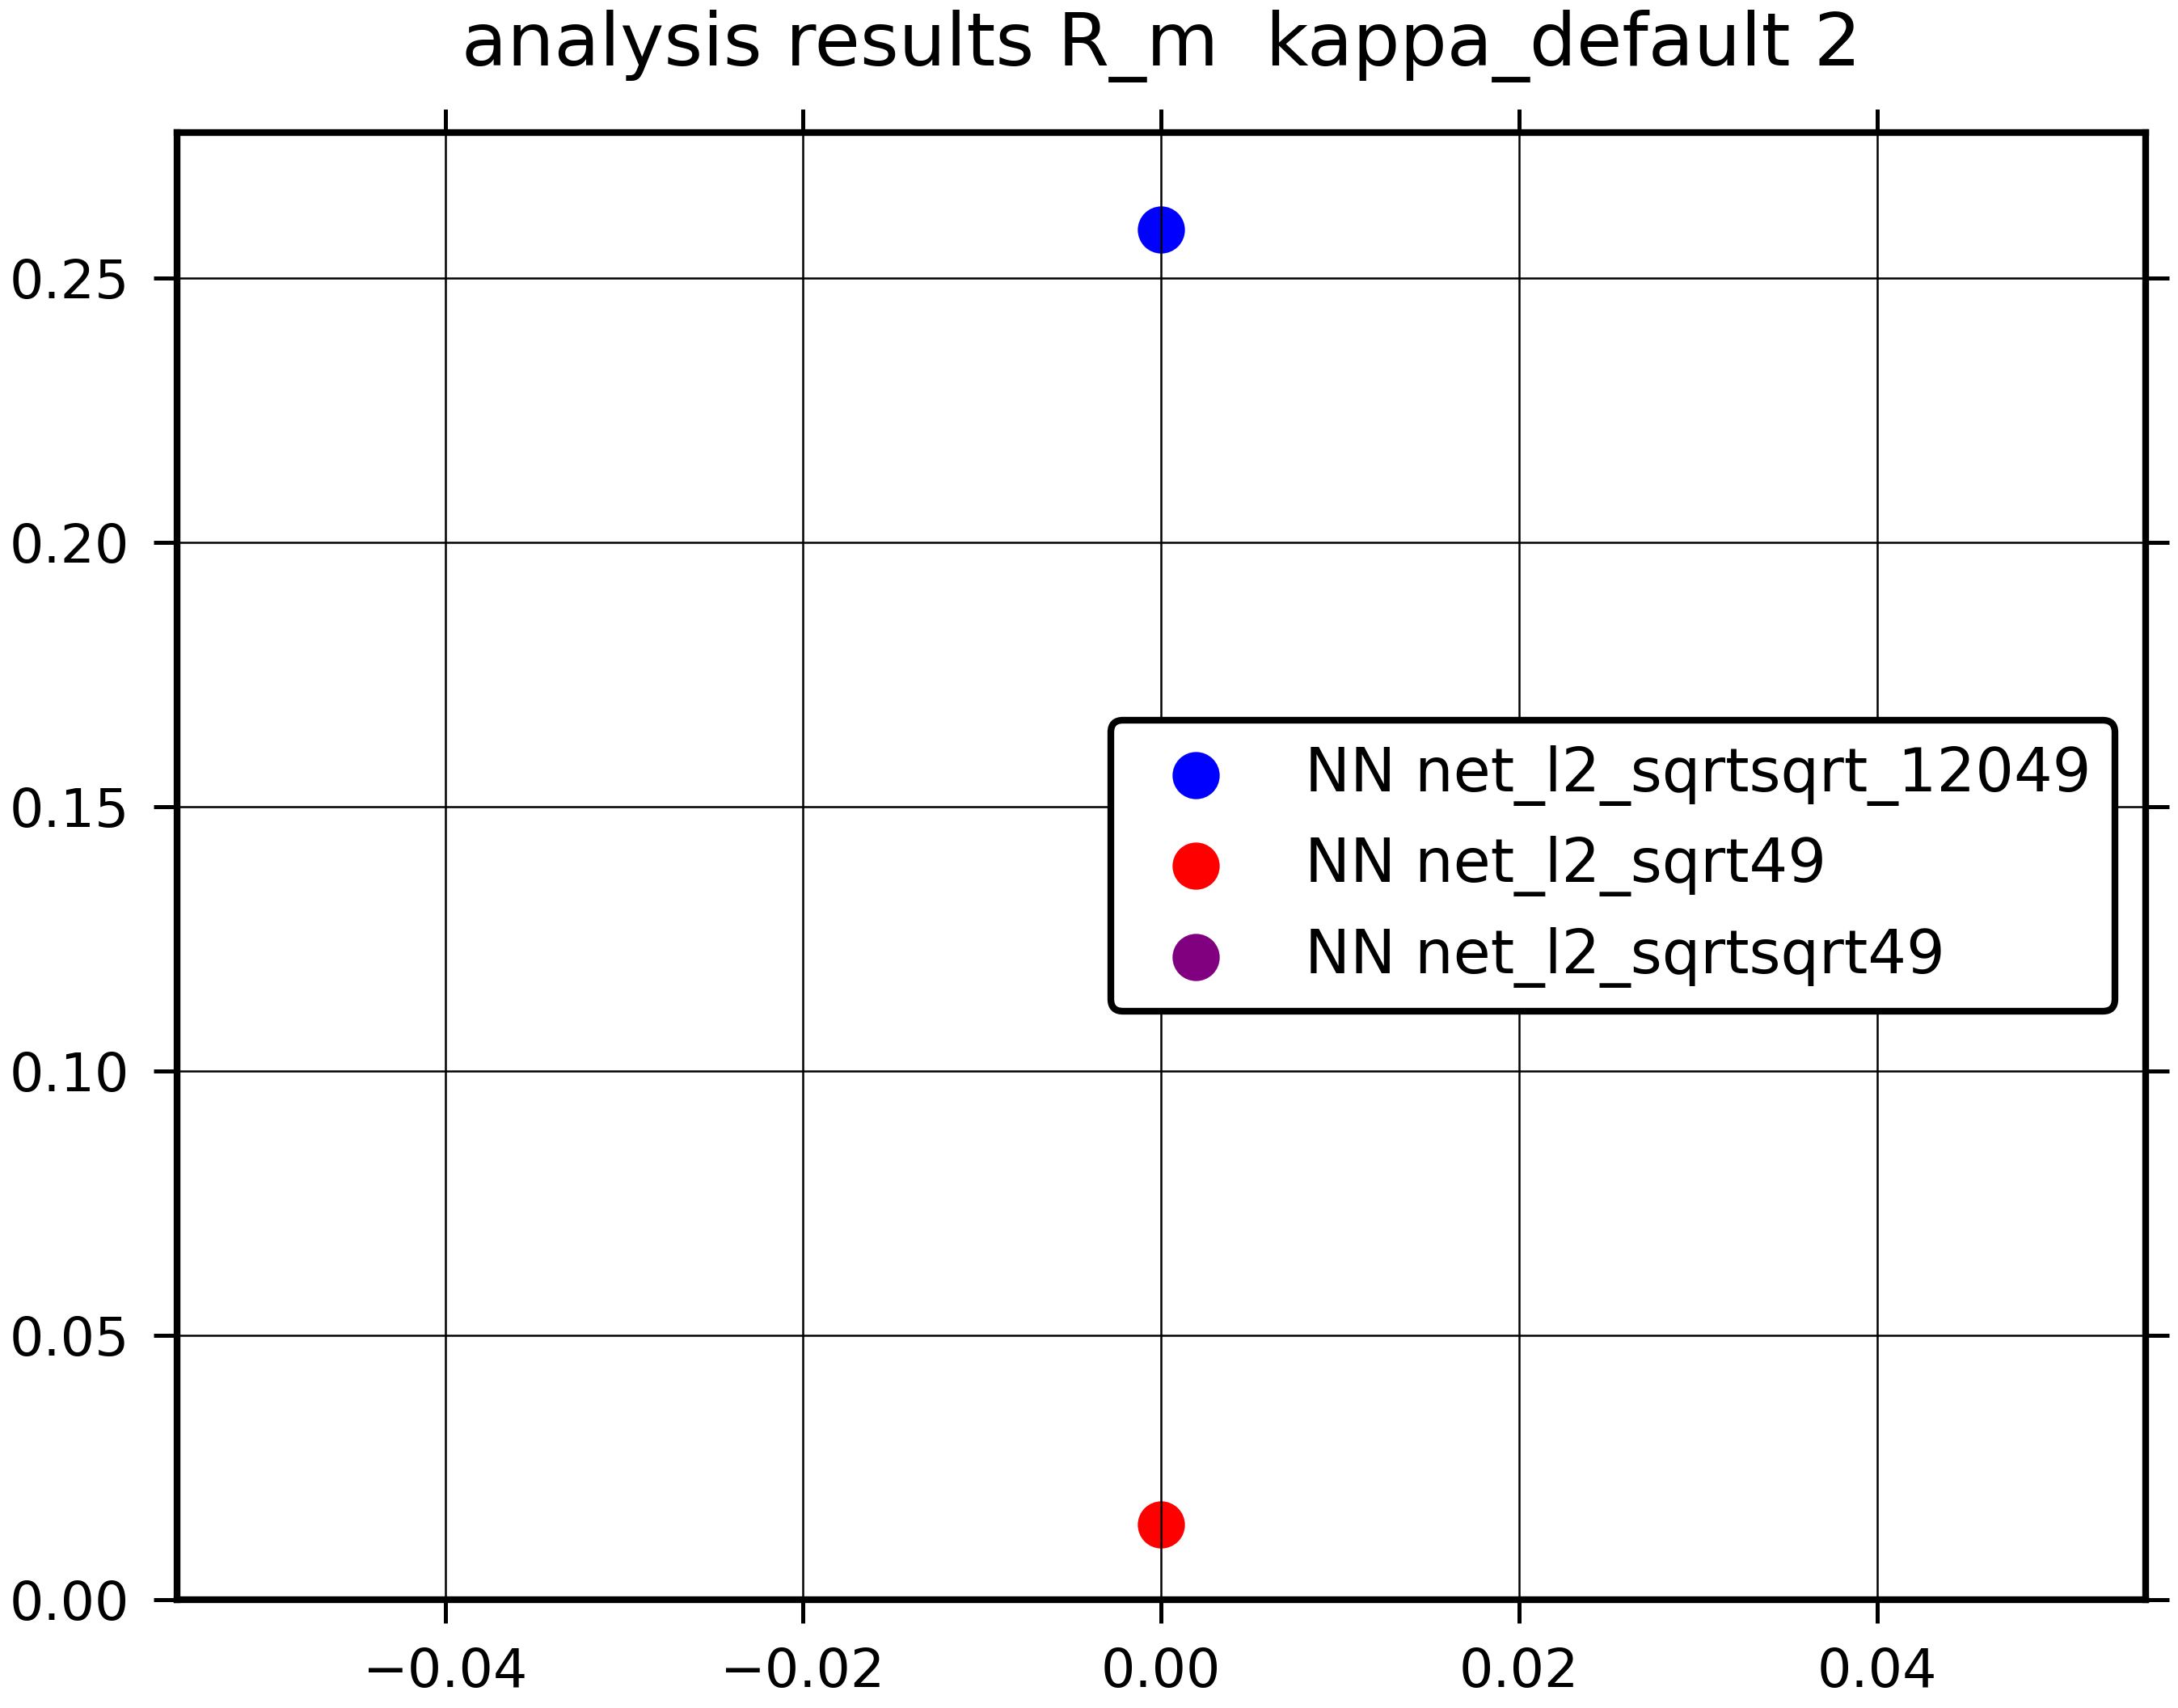 analysis results R_m  kappa_default 2
0.25
0.20
0.15
0.10
0.05
0.00
NN net_l2_sqrtsqrt_12049
NN net_l2_sqrt49
NN net_l2_sqrtsqrt49
−0.04
−0.02
0.00
0.02
0.04